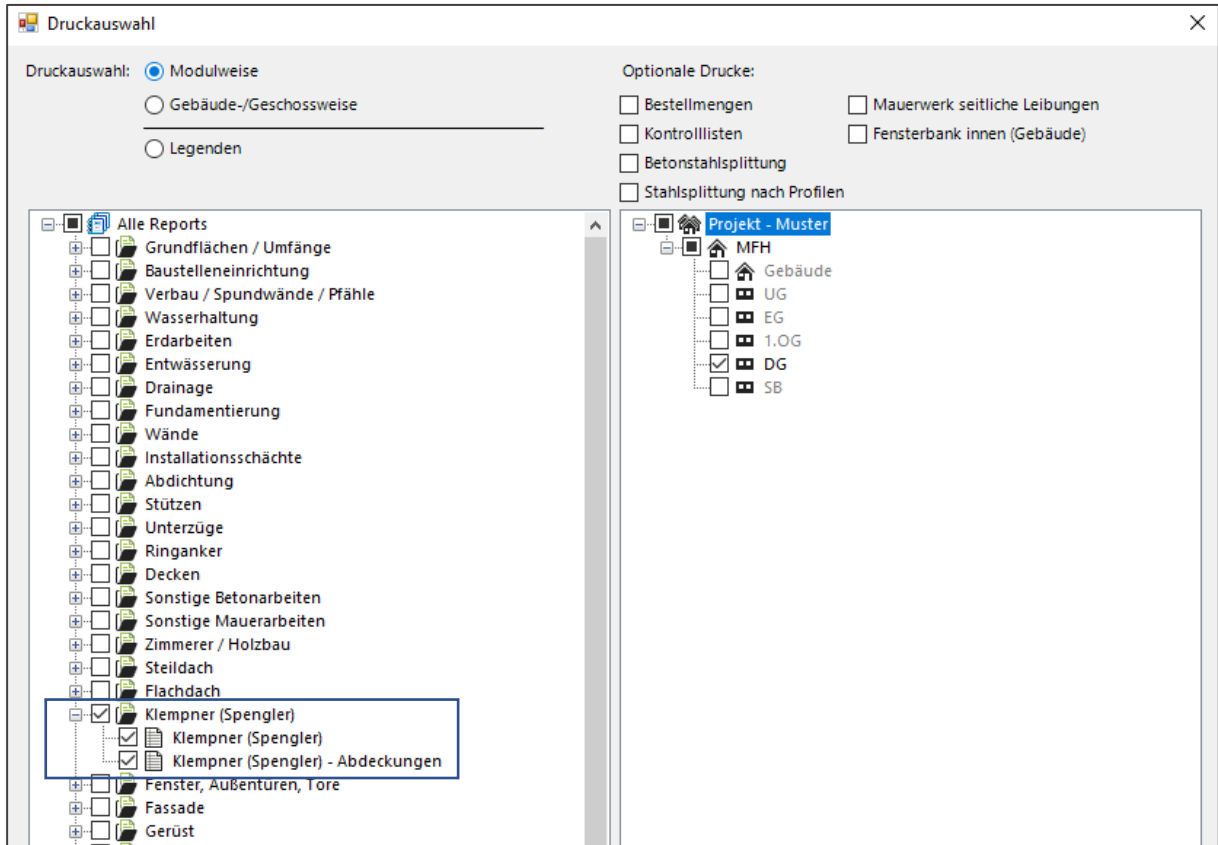 Druckauswahl
Druckauswahl: Modulweise
Gebäude-/Geschossweise
Legenden
Optionale Drucke:
Bestellmengen
Mauerwerk seitliche Leibungen
Kontrolllisten
Fensterbank innen (Gebäude)
Betonstahlsplittung
Stahlsplittung nach Profilen
Alle Reports
Grundflächen / Umfänge
Baustelleneinrichtung
Verbau / Spundwände / Pfähle
Wasserhaltung
Erdarbeiten
Entwässerung
Drainage
Fundamentierung
Wände
Installationsschächte
Abdichtung
Stützen
Unterzüge
Ringanker
Decken
Sonstige Betonarbeiten
Sonstige Mauerarbeiten
Zimmerer / Holzbau
Steildach
Flachdach
Klempner (Spengler)
Klempner (Spengler)
Klempner (Spengler) - Abdeckungen
Fenster, Außentüren, Tore
Fassade
Gerüst
Projekt - Muster
MFH
Gebäude
UG
EG
1.OG
DG
SB